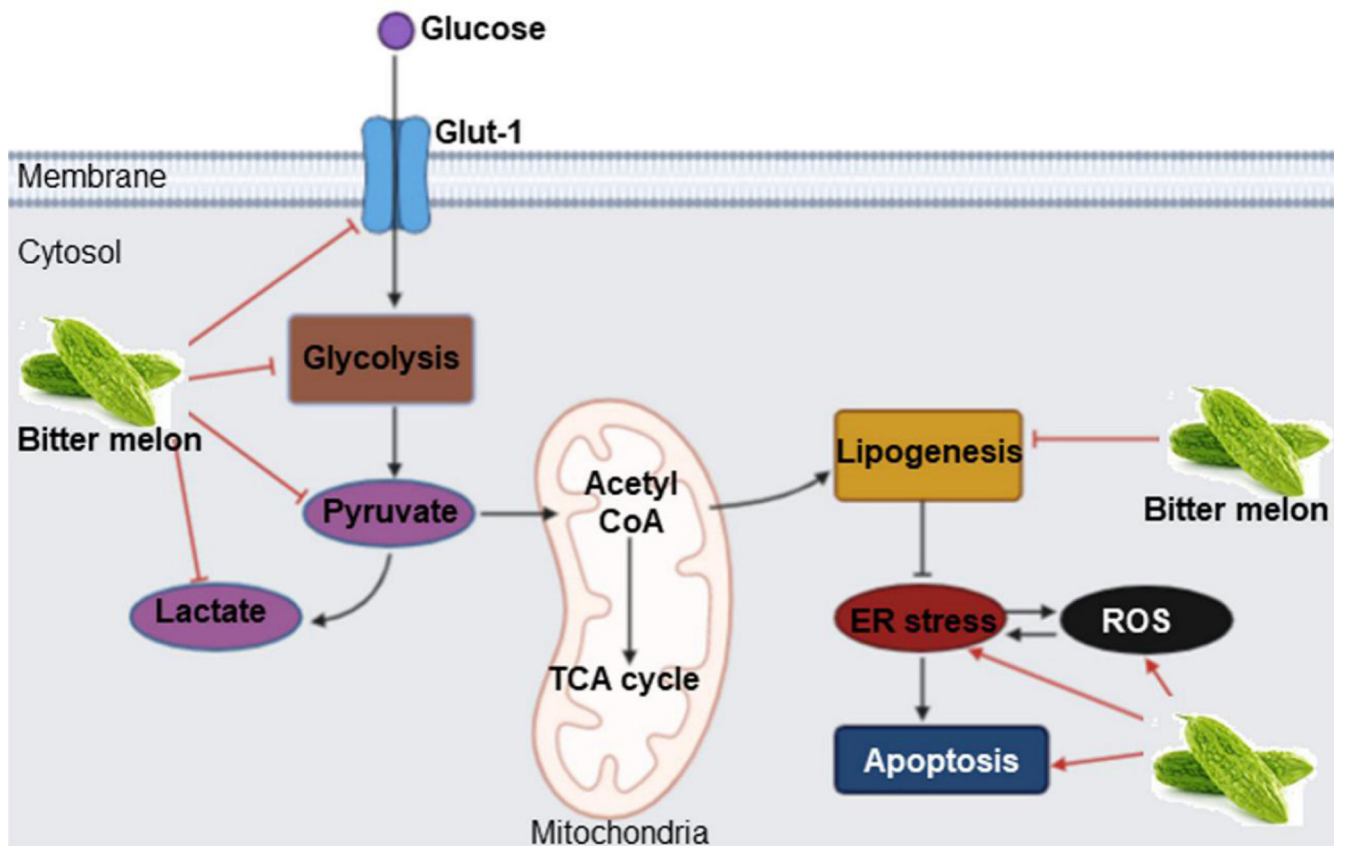 Glucose
Glut-1
Membrane
Cytosol
Glycolysis
Bitter melon
Pyruvate
Lactate
Acetyl
CoA
TCA cycle
Mitochondria
Lipogenesis
Bitter melon
ER stress
ROS
Apoptosis